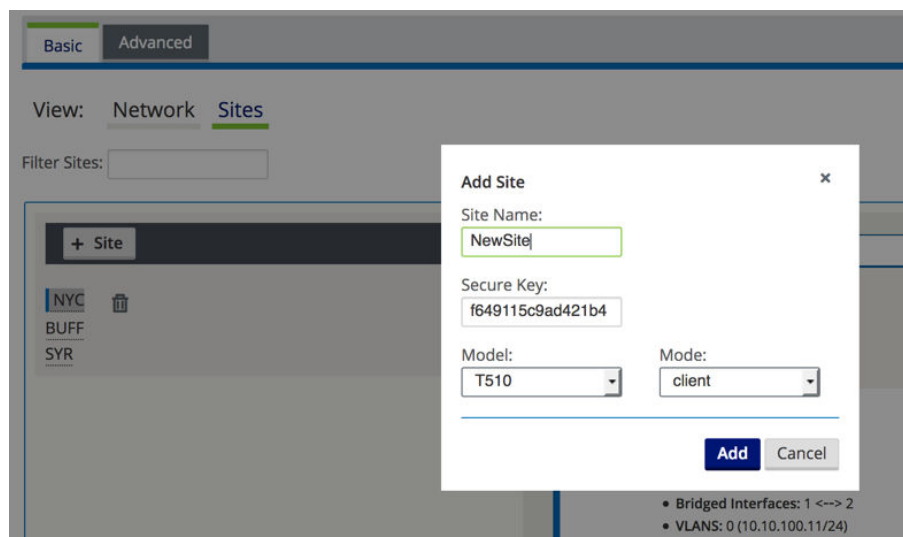 Basic
Advanced
View: Network Sites
Filter Sites:
+ Site
NYC
BUFF
SYR
Add Site ×
Site Name:
NewSite
Secure Key:
f649115c9ad421b4
Model: Mode:
T510 client
Add Cancel
• Bridged Interfaces: 1 <--> 2
• VLANS: 0 (10.10.100.11/24)